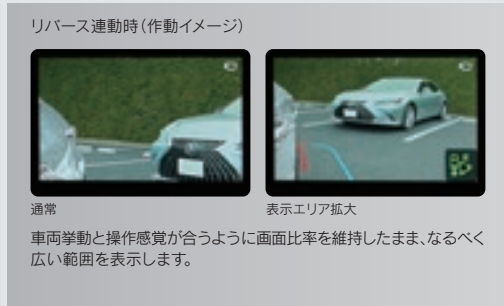 リバース連動時（作動イメージ）
通常
表示エリア拡大
車両挙動と操作感覚が合うように画面比率を維持したまま、なるべく
広い範囲を表示します。